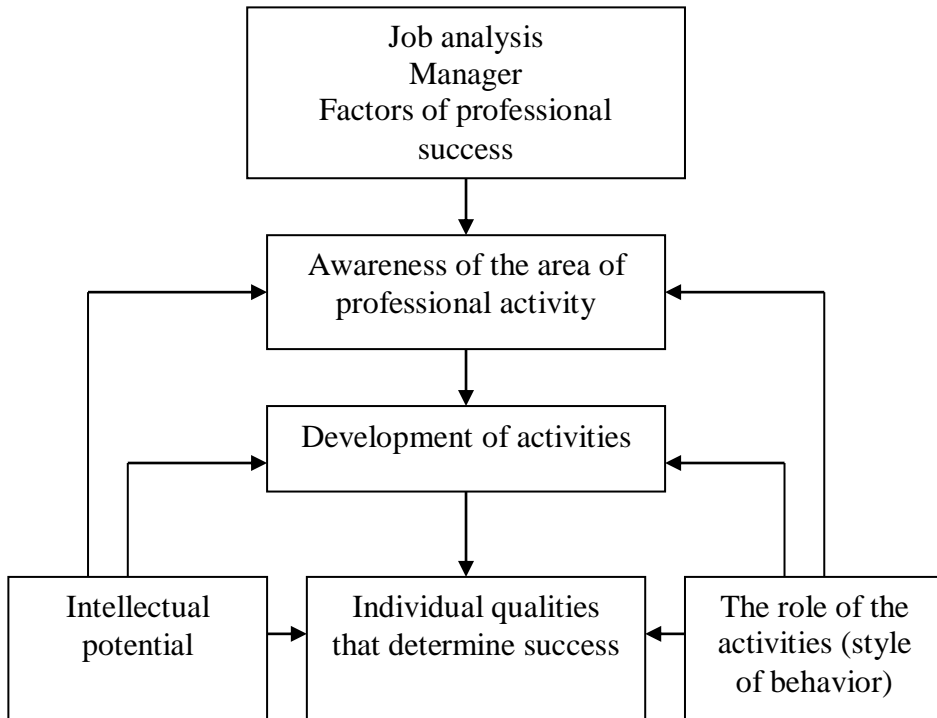 Job analysis
Manager
Factors of professional
success
Awareness of the area of
professional activity
Development of activities
Intellectual
potential
Individual qualities
that determine success
The role of the
activities (style
of behavior)